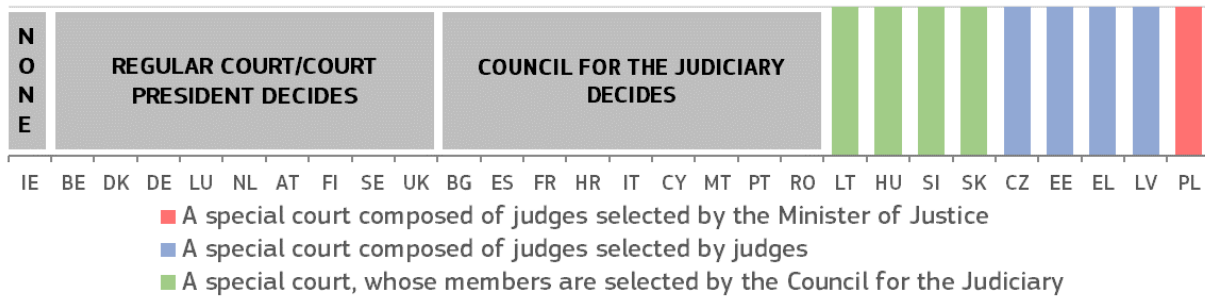 NONE
REGULAR COURT/COURT
PRESIDENT DECIDES
COUNCIL FOR THE JUDICIARY
DECIDES
IE BE DK DE LU NL AT FI SE UK BG ES FR HR IT CY MT PT RO LT HU SI SK CZ EE EL LV PL
A special court composed of judges selected by the Minister of Justice
A special court composed of judges selected by judges
A special court, whose members are selected by the Council for the Judiciary